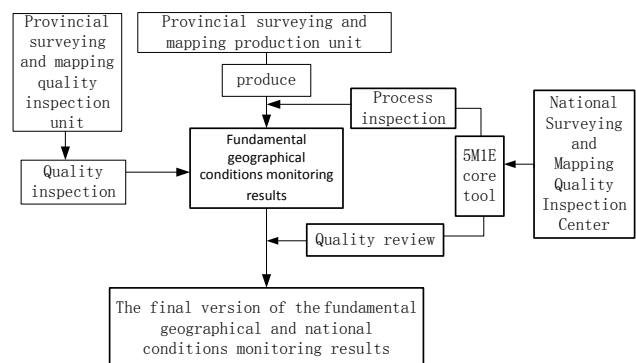 Provincial
surveying
and mapping
quality
inspection
unit
Provincial surveying and
mapping production unit
produce
Process
inspection
National
Surveying
and
Mapping
Quality
Inspection
Center
Fundamental
geographical
conditions monitoring
results
5M1E
core
tool
Quality
inspection
Quality review
The final version of the fundamental
geographical and national
conditions monitoring results